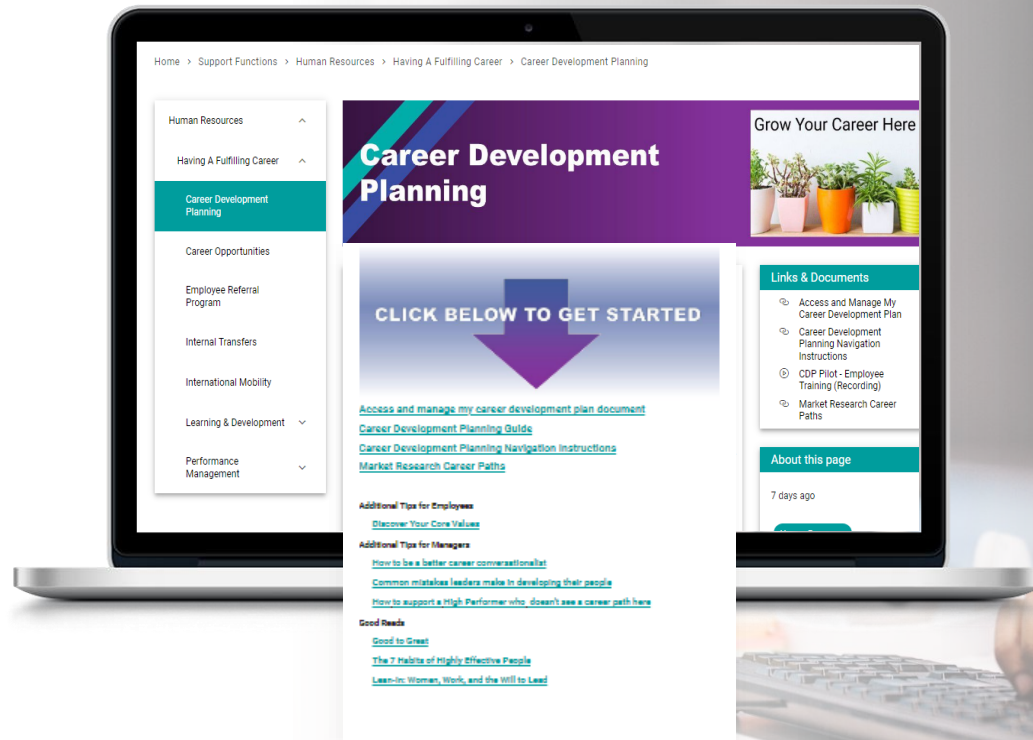 Home > Support Functions > Human Resources > Having A Fulfilling Career > Career Development Planning
Human Resources
Having A Fulfilling Career
Career Development
Planning
Career Opportunities
Employee Referral
Program
Internal Transfers
International Mobility
Learning & Development
Performance
Management
Career Development
Planning
Grow Your Career Here
CLICK BELOW TO GET STARTED
Access and manage my career development plan document
Career Development Planning Guide
Career Development Planning Navigation Instructions
Market Research Career Paths
Additional Tips for Employees
Discover Your Core Values
Additional Tips for Managers
How to be a better career conversationalist
Common mistakes leaders make in developing their people
How to support a High Performer who doesn't see a career path here
Good Reads
Good to Great
The 7 Habits of Highly Effective People
Lean-In: Women, Work, and the Will to Lead
Links & Documents
Access and Manage My
Career Development Plan
Career Development
Planning Navigation
Instructions
CDP Pilot - Employee
Training (Recording)
Market Research Career
Paths
About this page
7 days ago